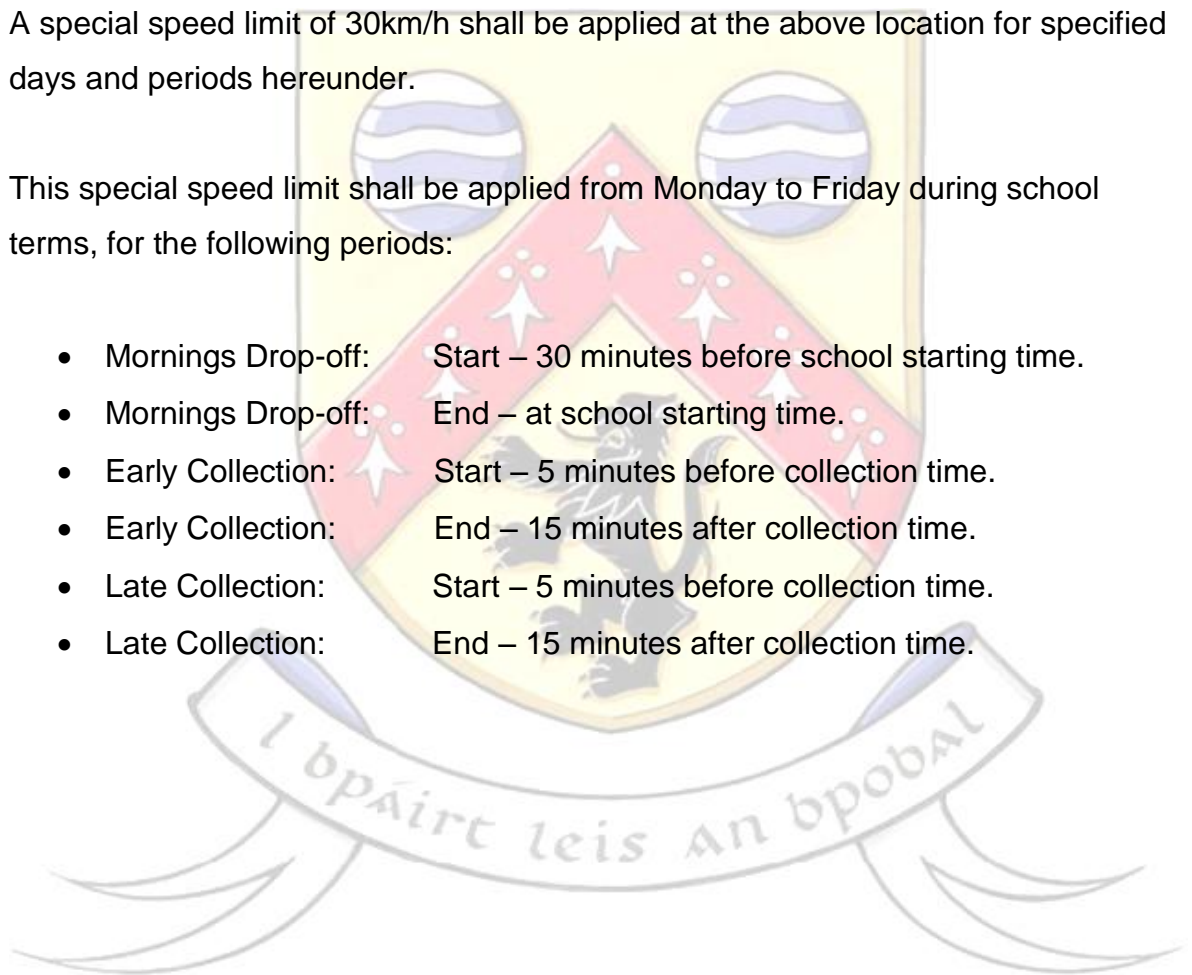 A special speed limit of 30km/h shall be applied at the above location for specified
days and periods hereunder.
This special speed limit shall be applied from Monday to Friday during school
terms, for the following periods:
• Mornings Drop-off: Start – 30 minutes before school starting time.
• Mornings Drop-off: End – at school starting time.
• Early Collection: Start – 5 minutes before collection time.
• Early Collection: End – 15 minutes after collection time.
• Late Collection: Start – 5 minutes before collection time.
• Late Collection: End – 15 minutes after collection time.
i bpáirt leis an bpobal